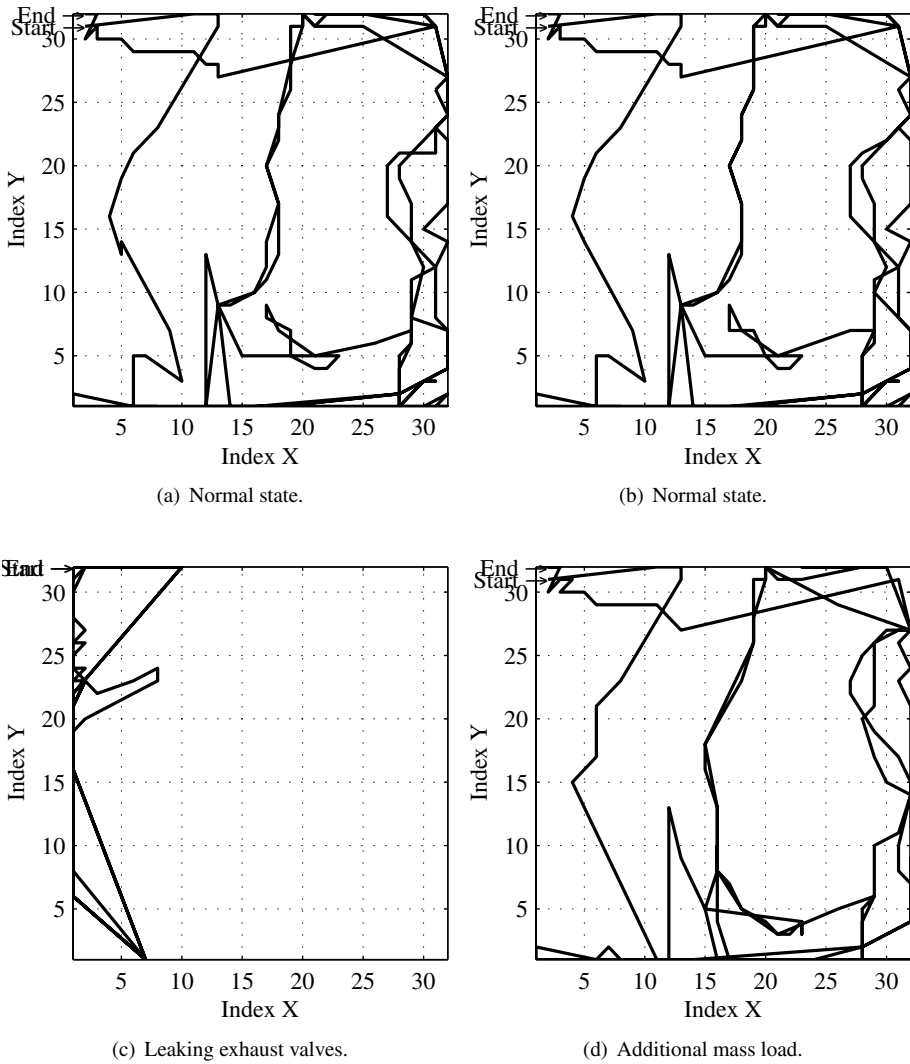 End
Start
30
25
20
15
10
5
Index Y
5 10 15 20 25 30
Index X
(a) Normal state.
End
Start
30
25
20
15
10
5
Index Y
5 10 15 20 25 30
Index X
(b) Normal state.
End
30
25
20
15
10
5
Index Y
5 10 15 20 25 30
Index X
(c) Leaking exhaust valves.
End
Start
30
25
20
15
10
5
Index Y
5 10 15 20 25 30
Index X
(d) Additional mass load.